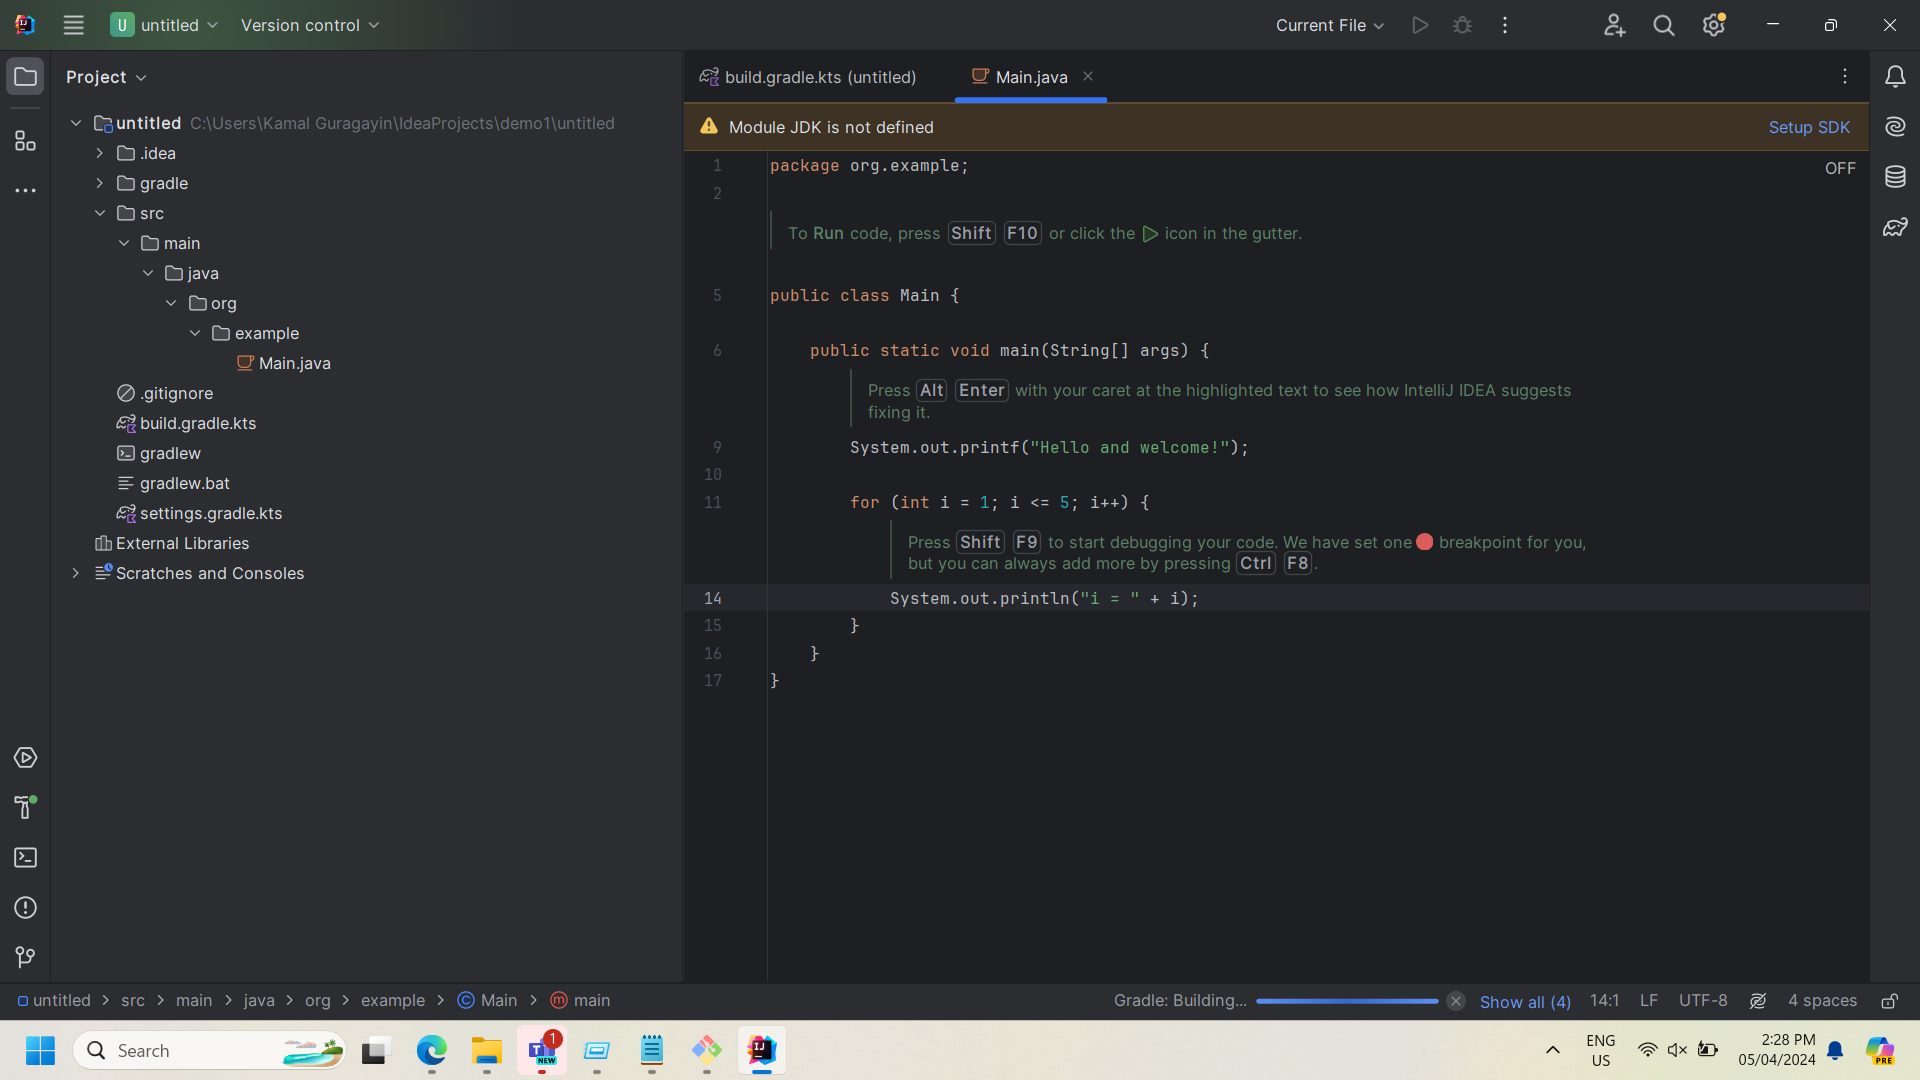 U untitled Version control Current File
Project
build.gradle.kts (untitled) Main.java
untitled C:\Users\Kamal Guragayin\IdeaProjects\demo1\untitled
.idea
gradle
src
main
java
org
example
Main.java
.gitignore
build.gradle.kts
gradlew
gradlew.bat
settings.gradle.kts
External Libraries
Scratches and Consoles
Module JDK is not defined Setup SDK
OFF
1 package org.example;
2
To Run code, press Shift F10 or click the icon in the gutter.
5 public class Main {
6 public static void main(String[] args) {
Press Alt Enter with your caret at the highlighted text to see how IntelliJ IDEA suggests
fixing it.
9 System.out.printf("Hello and welcome!");
10
11 for (int i = 1; i <= 5; i++) {
Press Shift F9 to start debugging your code. We have set one breakpoint for you,
but you can always add more by pressing Ctrl F8.
14 System.out.println("i = " + i);
15 }
16 }
17 }
untitled > src > main > java > org > example > Main > main
Gradle: Building... Show all (4) 14:1 LF UTF-8 4 spaces
Search
1
NEW
IJ
ENG
US
2:28 PM
05/04/2024
PRE